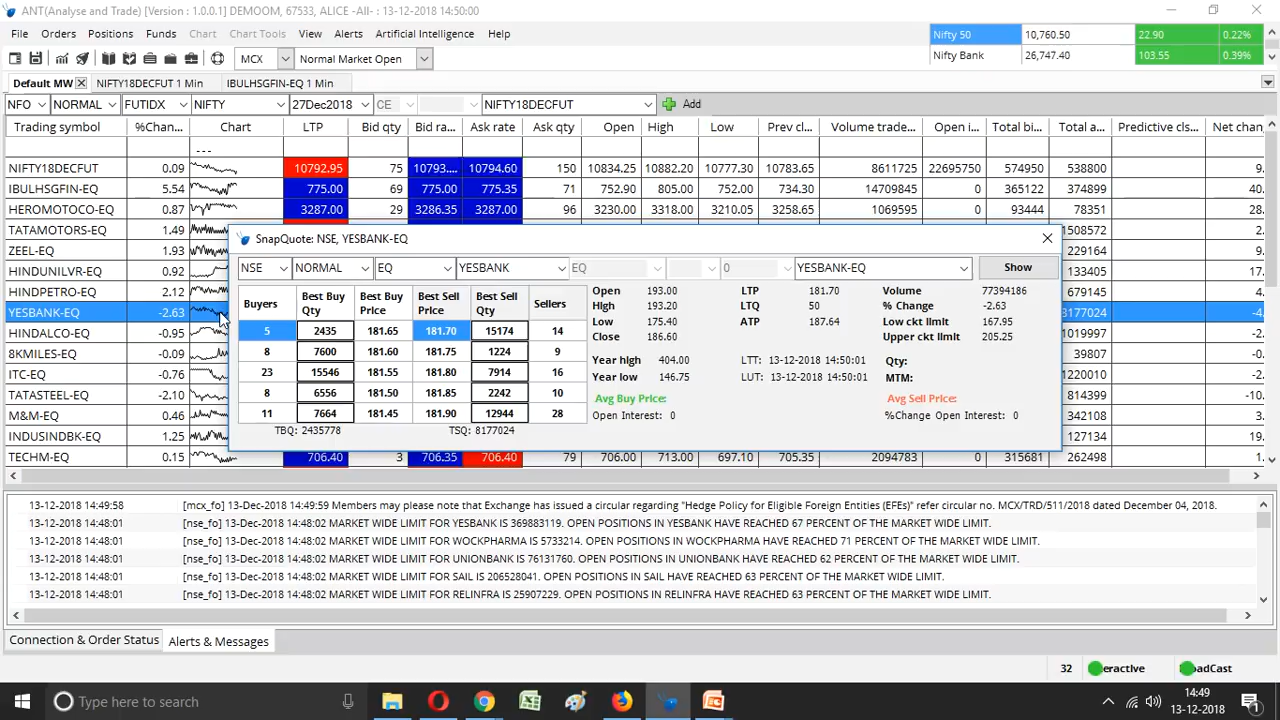 ANT(Analyse and Trade) [Version : 1.0.0.1] DEMOOM, 67533, ALICE -All- : 13-12-2018 14:50:00
File Orders Positions Funds Chart Chart Tools View Alerts Artificial Intelligence Help
Nifty 50 10,760.50 22.90 0.22%
Nifty Bank 26,747.40 103.55 0.39%
MCX Normal Market Open
Default MW NIFTY18DECFUT 1 Min IBULHSGFIN-EQ 1 Min
NFO NORMAL FUTIDX NIFTY 27Dec2018 CE NIFTY18DECFUT Add
Trading symbol %Chan... Chart LTP Bid qty Bid ra... Ask rate Ask qty Open High Low Prev cl... Volume trade... Open i... Total bi... Total a... Predictive cls... Net chan
---
NIFTY18DECFUT 0.09 10792.95 75 10793.... 10794.60 150 10834.25 10882.20 10777.30 10783.65 8611725 22695750 574950 538800 9.
IBULHSGFIN-EQ 5.54 775.00 69 775.00 775.35 71 752.90 805.00 752.00 734.30 14709845 0 365122 374899 40.
HEROMOTOCO-EQ 0.87 3287.00 29 3286.35 3287.00 96 3230.00 3318.00 3210.05 3258.65 1069595 0 93444 78351 28.
TATAMOTORS-EQ 1.49 1508572 2.
ZEEL-EQ 1.93 229164 9.
HINDUNILVR-EQ 0.92 133405 17.
HINDPETRO-EQ 2.12 679145 4.
YESBANK-EQ -2.63 8177024 -4.
HINDALCO-EQ -0.95 1019997 -2.
8KMILES-EQ -0.09 39807 -0.
ITC-EQ -0.76 1220010 -2.
TATASTEEL-EQ -2.10 413894 -10.
M&M-EQ 0.46 342108 3.
INDUSINDBK-EQ 1.25 127134 19.
TECHM-EQ 0.15 706.40 3 706.35 706.40 79 706.00 713.00 697.10 705.35 2094783 0 315681 262498 1.
SnapQuote: NSE, YESBANK-EQ
NSE NORMAL EQ YESBANK EQ 0 YESBANK-EQ Show
Buyers Best Buy Qty Best Buy Price Best Sell Price Best Sell Qty Sellers
5 2435 181.65 181.70 15174 14
8 7600 181.60 181.75 1224 9
23 15546 181.55 181.80 7914 16
8 6556 181.50 181.85 2242 10
11 7664 181.45 181.90 12944 28
TBQ: 2435778 TSQ: 8177024
Open 193.00 LTP 181.70 Volume 77394186
High 193.20 LTQ 50 % Change -2.63
Low 175.40 ATP 187.64 Low ckt limit 167.95
Close 186.60 Upper ckt limit 205.25
Year high 404.00 LTT: 13-12-2018 14:50:01 Qty:
Year low 146.75 LUT: 13-12-2018 14:50:01 MTM:
Avg Buy Price: Avg Sell Price:
Open Interest: 0 %Change Open Interest: 0
13-12-2018 14:49:58 [mcx_fo] 13-Dec-2018 14:49:59 Members may please note that Exchange has issued a circular regarding "Hedge Policy for Eligible Foreign Entities (EFEs)" refer circular no. MCX/TRD/511/2018 dated December 04, 2018.
13-12-2018 14:48:01 [nse_fo] 13-Dec-2018 14:48:02 MARKET WIDE LIMIT FOR YESBANK IS 369883119. OPEN POSITIONS IN YESBANK HAVE REACHED 67 PERCENT OF THE MARKET WIDE LIMIT.
13-12-2018 14:48:01 [nse_fo] 13-Dec-2018 14:48:02 MARKET WIDE LIMIT FOR WOCKPHARMA IS 5733214. OPEN POSITIONS IN WOCKPHARMA HAVE REACHED 71 PERCENT OF THE MARKET WIDE LIMIT.
13-12-2018 14:48:01 [nse_fo] 13-Dec-2018 14:48:02 MARKET WIDE LIMIT FOR UNIONBANK IS 76131760. OPEN POSITIONS IN UNIONBANK HAVE REACHED 62 PERCENT OF THE MARKET WIDE LIMIT.
13-12-2018 14:48:01 [nse_fo] 13-Dec-2018 14:48:02 MARKET WIDE LIMIT FOR SAIL IS 206528041. OPEN POSITIONS IN SAIL HAVE REACHED 63 PERCENT OF THE MARKET WIDE LIMIT.
13-12-2018 14:48:01 [nse_fo] 13-Dec-2018 14:48:02 MARKET WIDE LIMIT FOR RELINFRA IS 25907229. OPEN POSITIONS IN RELINFRA HAVE REACHED 63 PERCENT OF THE MARKET WIDE LIMIT.
Connection & Order Status Alerts & Messages
32 eractive oadCast
Type here to search
14:49
13-12-2018
1